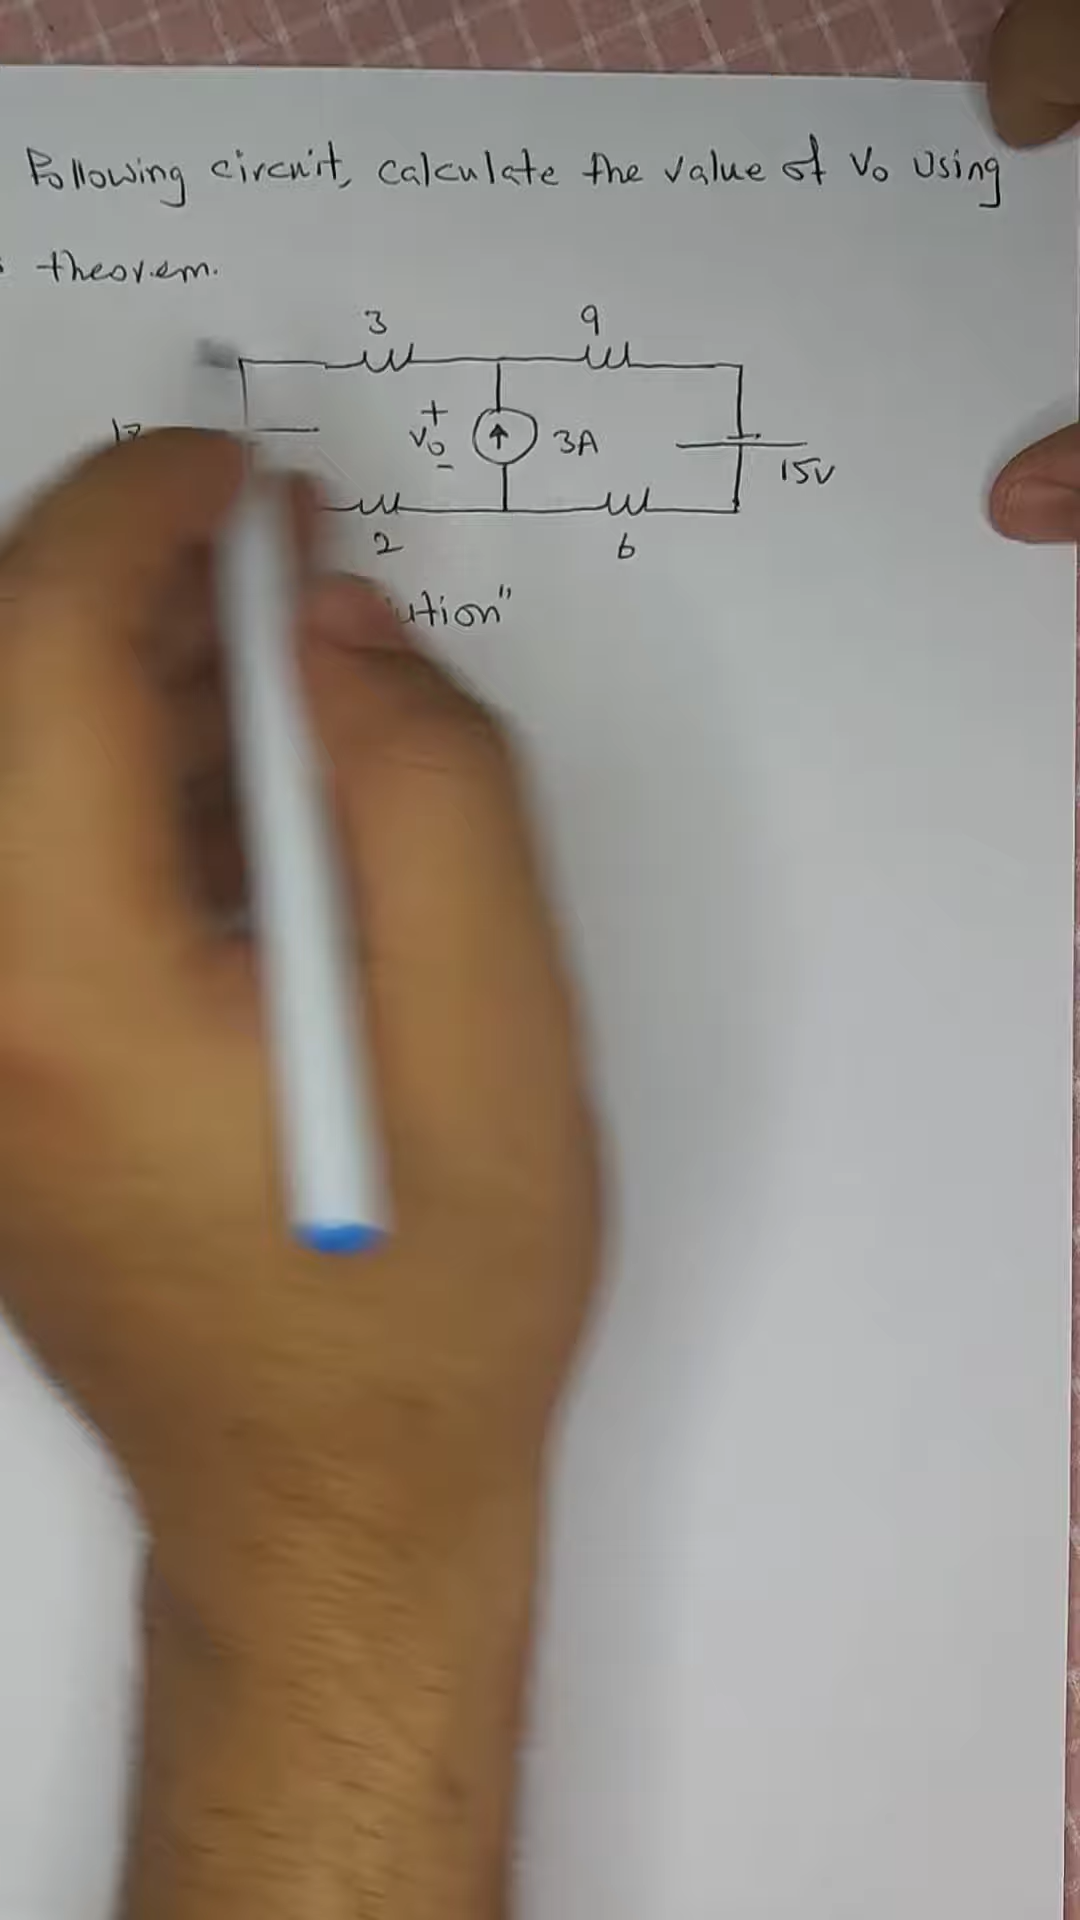 Following circuit, calculate the value of Vo using
theorem.
3 9
+
Vo 3A
-
15V
2 6
ution"